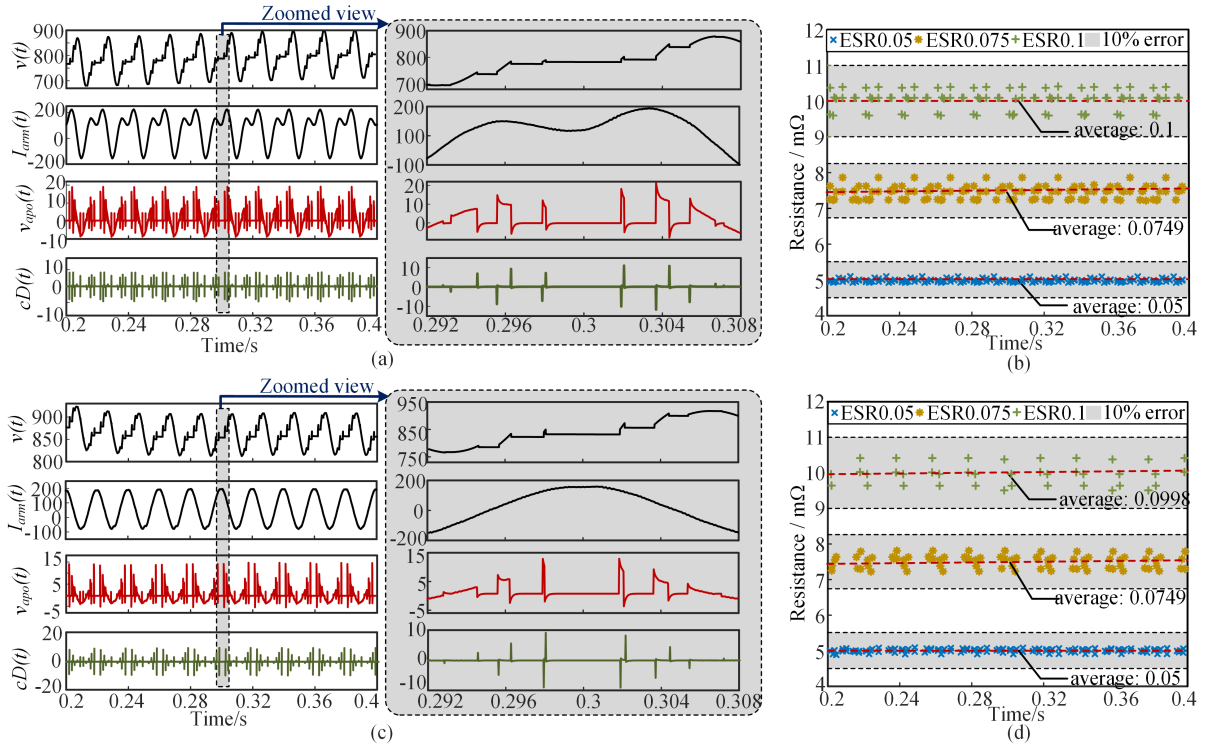 Zoomed view
v(t)
900
800
700
900
800
700
I_arm(t)
200
0
-200
200
100
-100
v_apo(t)
20
10
0
-10
20
10
0
cD(t)
10
0
-10
10
0
-10
0.2 0.24 0.28 0.32 0.36 0.4
Time/s
0.292 0.296 0.3 0.304 0.308
(a)
ESR0.05 ESR0.075 ESR0.1 10% error
Resistance / mΩ
12
11
10
9
8
7
6
5
4
average: 0.1
average: 0.0749
average: 0.05
0.2 0.24 0.28 0.32 0.36 0.4
Time/s
(b)
Zoomed view
v(t)
900
850
800
950
850
750
I_arm(t)
200
100
0
-100
200
0
-200
v_apo(t)
15
5
-5
15
5
-5
cD(t)
20
0
-20
10
0
-10
0.2 0.24 0.28 0.32 0.36 0.4
Time/s
0.292 0.296 0.3 0.304 0.308
(c)
ESR0.05 ESR0.075 ESR0.1 10% error
Resistance / mΩ
12
11
10
9
8
7
6
5
4
average: 0.0998
average: 0.0749
average: 0.05
0.2 0.24 0.28 0.32 0.36 0.4
Time/s
(d)